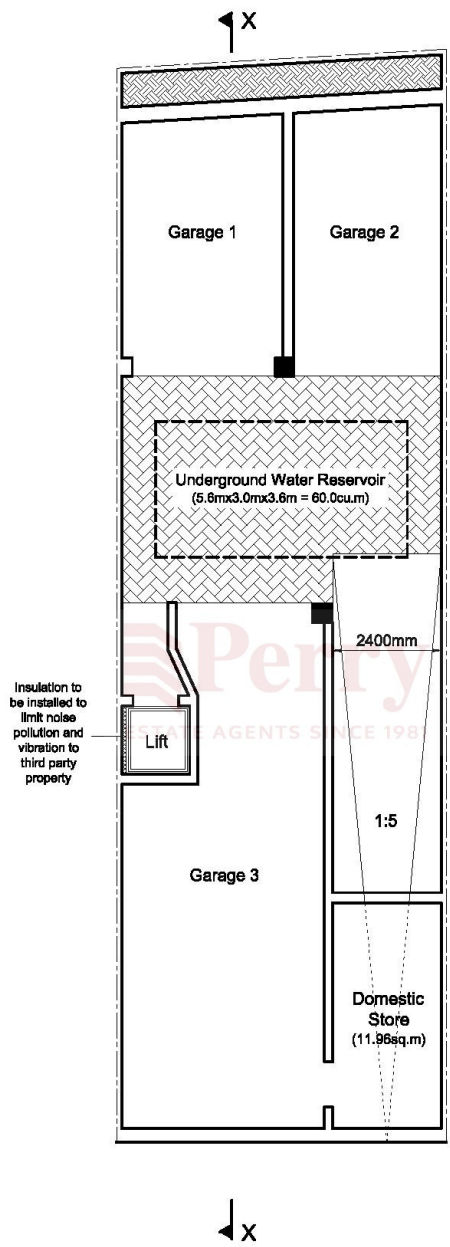 X
Garage 1
Garage 2
Underground Water Reservoir
(5.6mx3.0mx3.6m = 60.0cu.m)
Perry
ESTATE AGENTS SINCE 1981
2400mm
Insulation to
be installed to
limit noise
pollution and
vibration to
third party
property
Lift
1:5
Garage 3
Domestic
Store
(11.96sq.m)
X